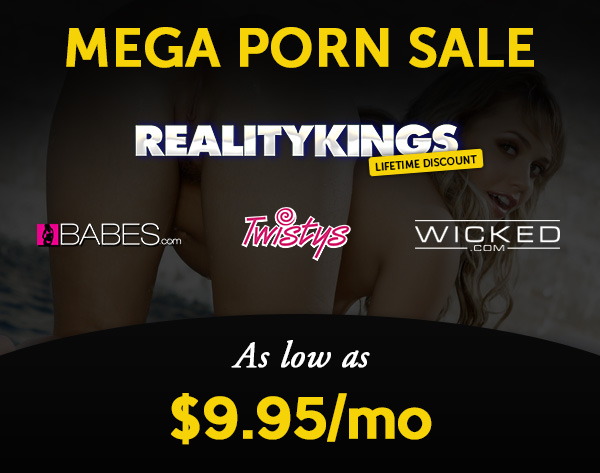 MEGA PORN SALE
REALITYKINGS
LIFETIME DISCOUNT
BABES.com
Twistys
WICKED
.COM
As low as
$9.95/mo